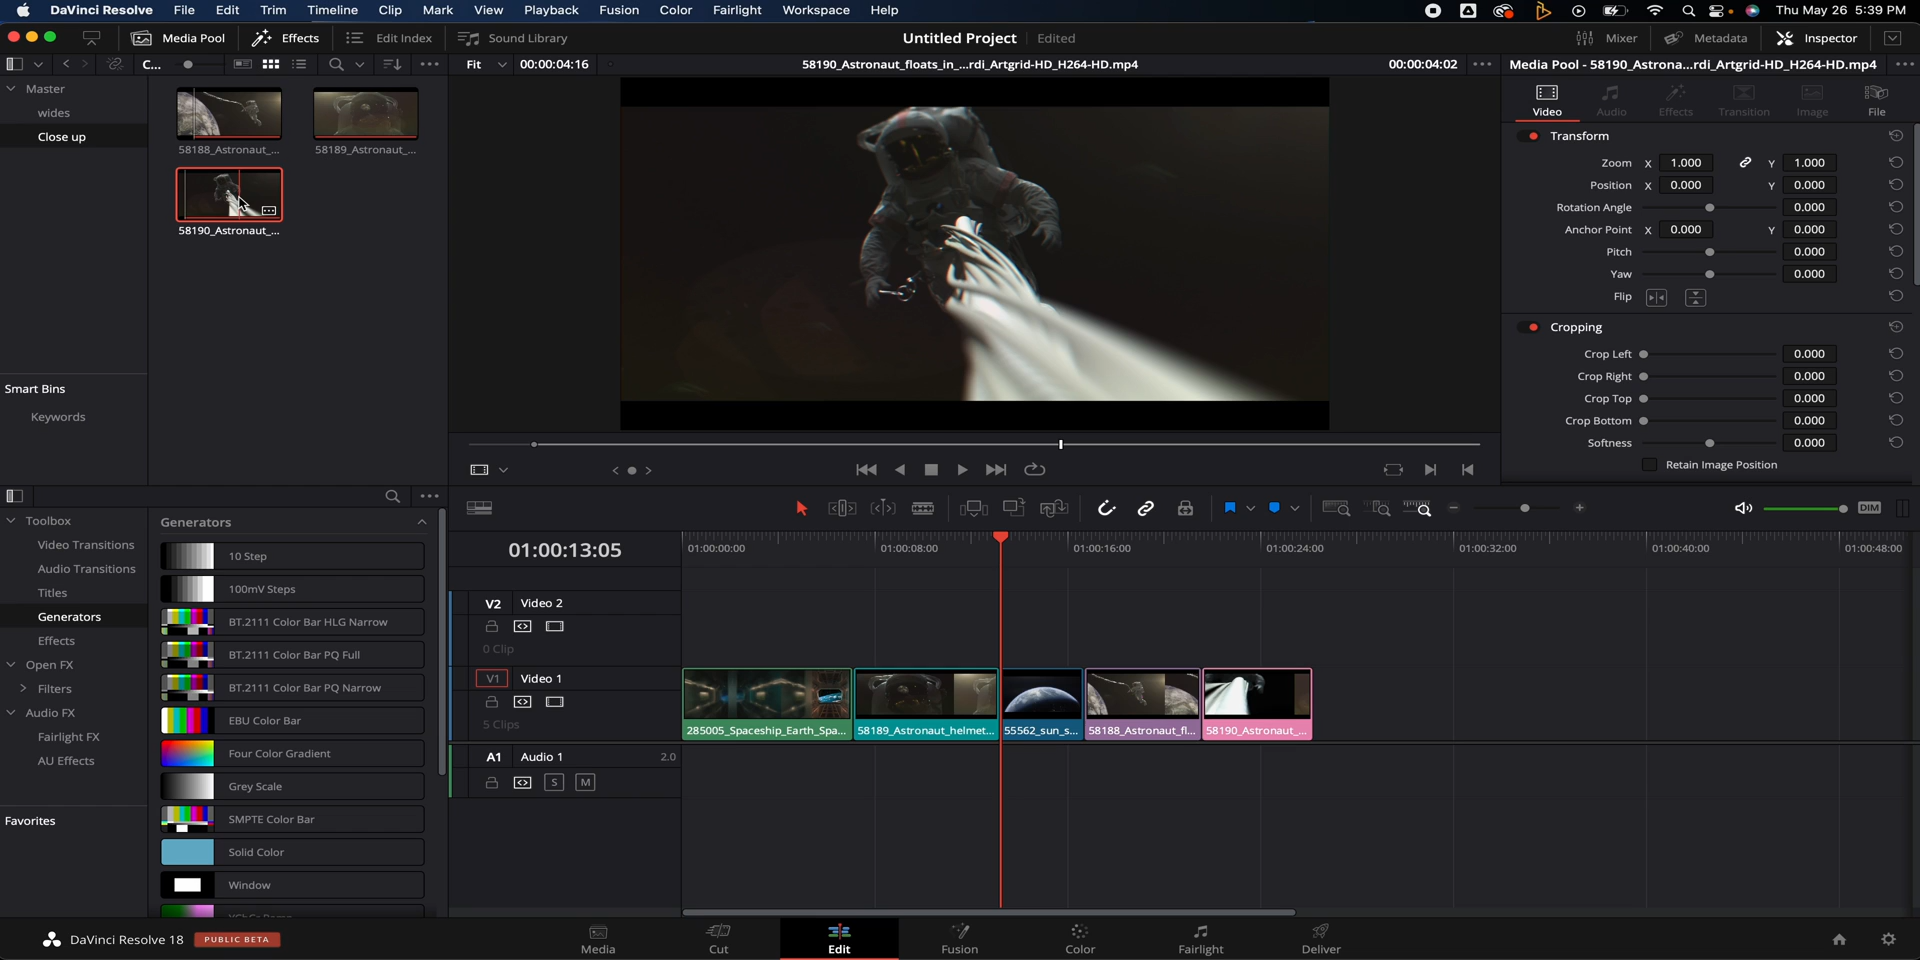 DaVinci Resolve File Edit Trim Timeline Clip Mark View Playback Fusion Color Fairlight Workspace Help Thu May 26 5:39 PM
Media Pool Effects Edit Index Sound Library Untitled Project Edited Mixer Metadata Inspector
C... Fit 00:00:04:16 58190_Astronaut_floats_in_...rdi_Artgrid-HD_H264-HD.mp4 00:00:04:02 Media Pool - 58190_Astrona...rdi_Artgrid-HD_H264-HD.mp4
Master
wides
Close up
58188_Astronaut_... 58189_Astronaut_...
58190_Astronaut_...
Smart Bins
Keywords
Video Audio Effects Transition Image File
Transform
Zoom X 1.000 Y 1.000
Position X 0.000 Y 0.000
Rotation Angle 0.000
Anchor Point X 0.000 Y 0.000
Pitch 0.000
Yaw 0.000
Flip
Cropping
Crop Left 0.000
Crop Right 0.000
Crop Top 0.000
Crop Bottom 0.000
Softness 0.000
Retain Image Position
Toolbox
Video Transitions
Audio Transitions
Titles
Generators
Effects
Open FX
Filters
Audio FX
Fairlight FX
AU Effects
Favorites
Generators
10 Step
100mV Steps
BT.2111 Color Bar HLG Narrow
BT.2111 Color Bar PQ Full
BT.2111 Color Bar PQ Narrow
EBU Color Bar
Four Color Gradient
Grey Scale
SMPTE Color Bar
Solid Color
Window
DIM
01:00:13:05 01:00:00:00 01:00:08:00 01:00:16:00 01:00:24:00 01:00:32:00 01:00:40:00 01:00:48:00
V2 Video 2
0 Clip
V1 Video 1
5 Clips
285005_Spaceship_Earth_Spa... 58189_Astronaut_helmet... 55562_sun_s... 58188_Astronaut_fl... 58190_Astronaut_...
A1 Audio 1 2.0
S M
DaVinci Resolve 18 PUBLIC BETA Media Cut Edit Fusion Color Fairlight Deliver